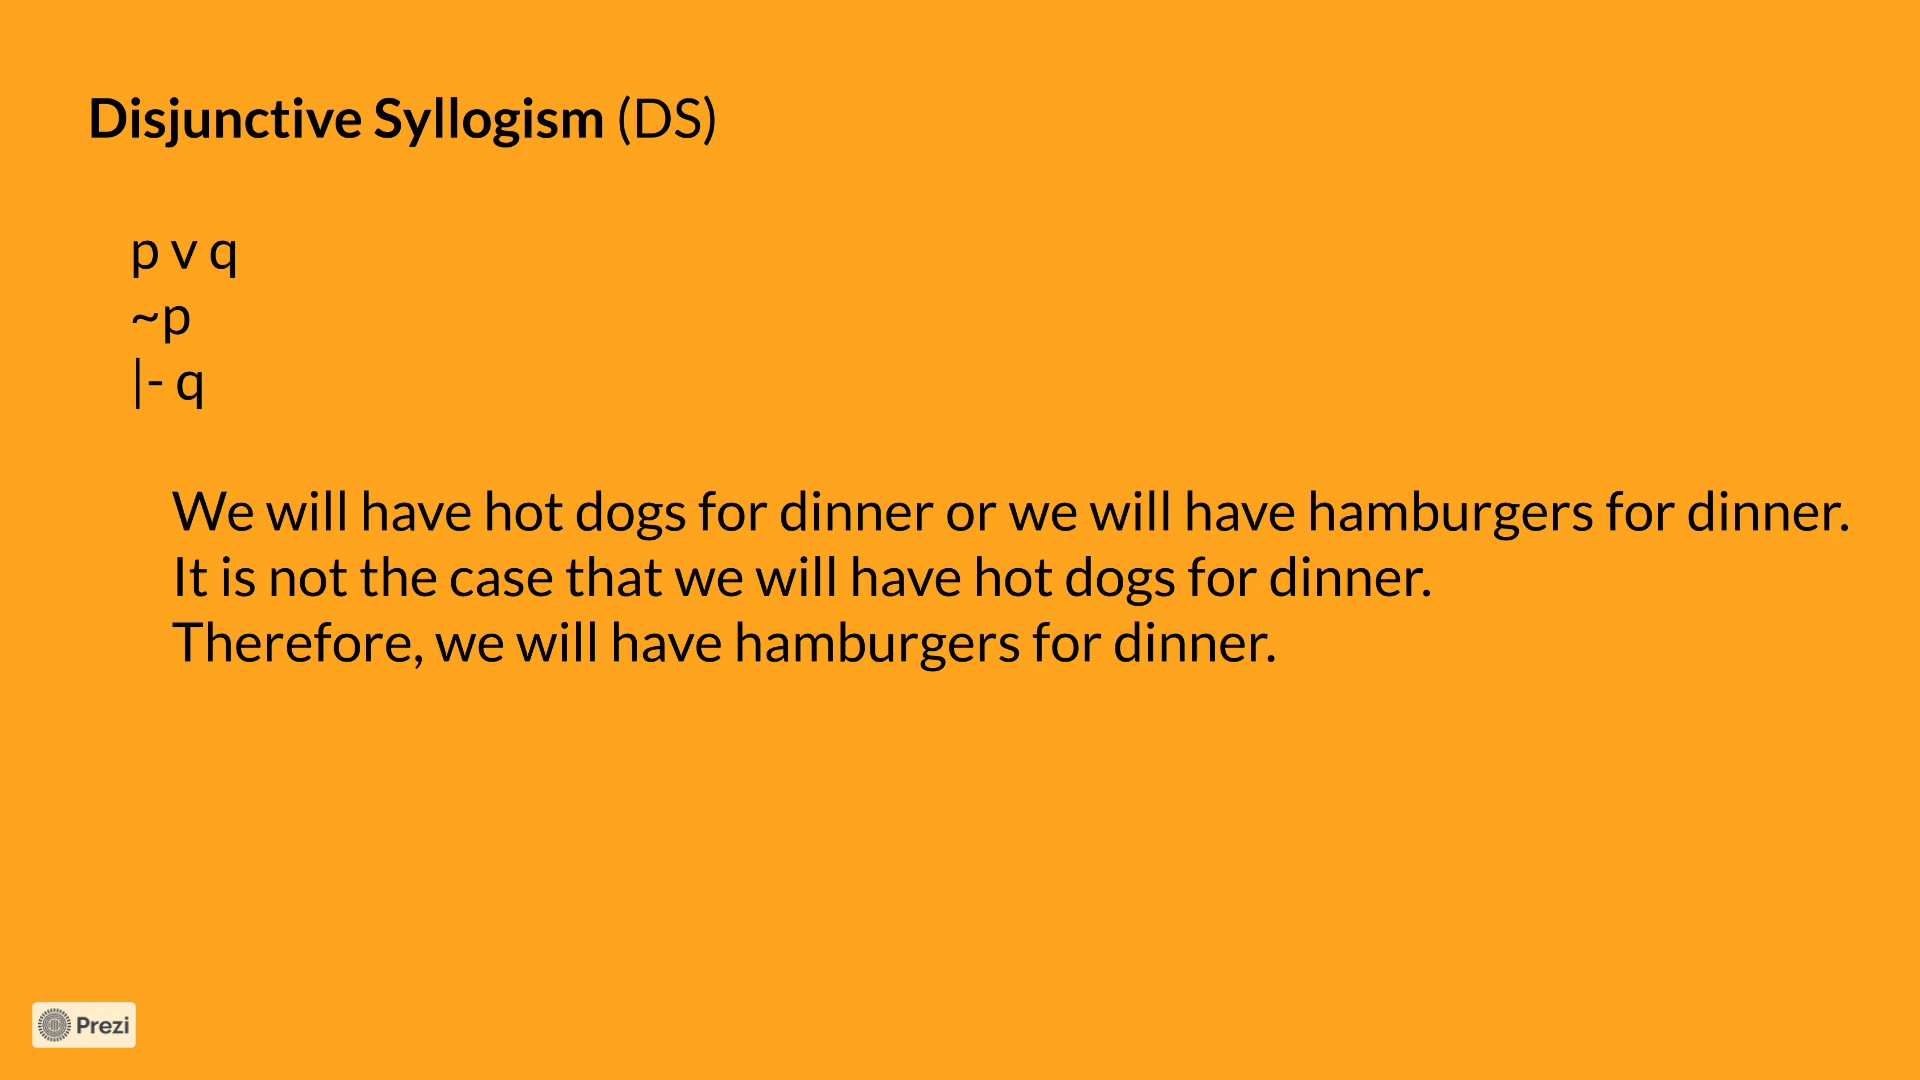 Disjunctive Syllogism (DS)
p v q
~p
|- q
We will have hot dogs for dinner or we will have hamburgers for dinner.
It is not the case that we will have hot dogs for dinner.
Therefore, we will have hamburgers for dinner.
Prezi